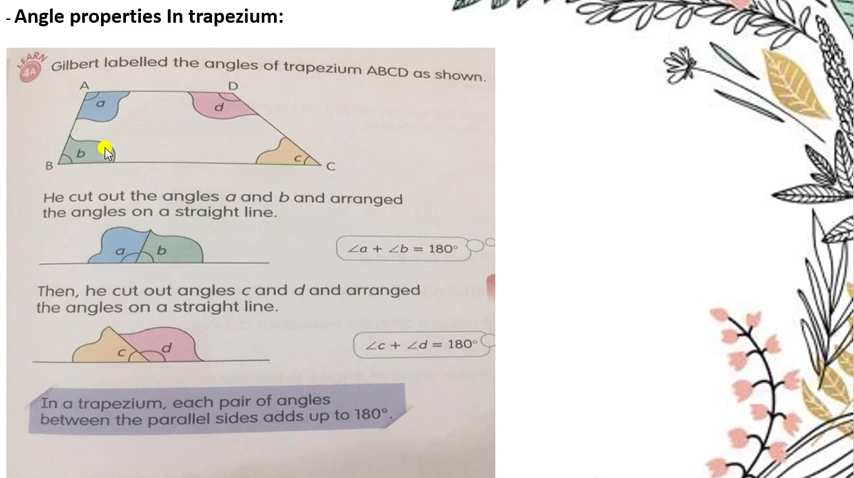 - Angle properties In trapezium:
LEARN
4A
Gilbert labelled the angles of trapezium ABCD as shown.
A
D
a
d
b
c
B
C
He cut out the angles a and b and arranged
the angles on a straight line.
a
b
∠a + ∠b = 180°
Then, he cut out angles c and d and arranged
the angles on a straight line.
c
d
∠c + ∠d = 180°
In a trapezium, each pair of angles
between the parallel sides adds up to 180°.